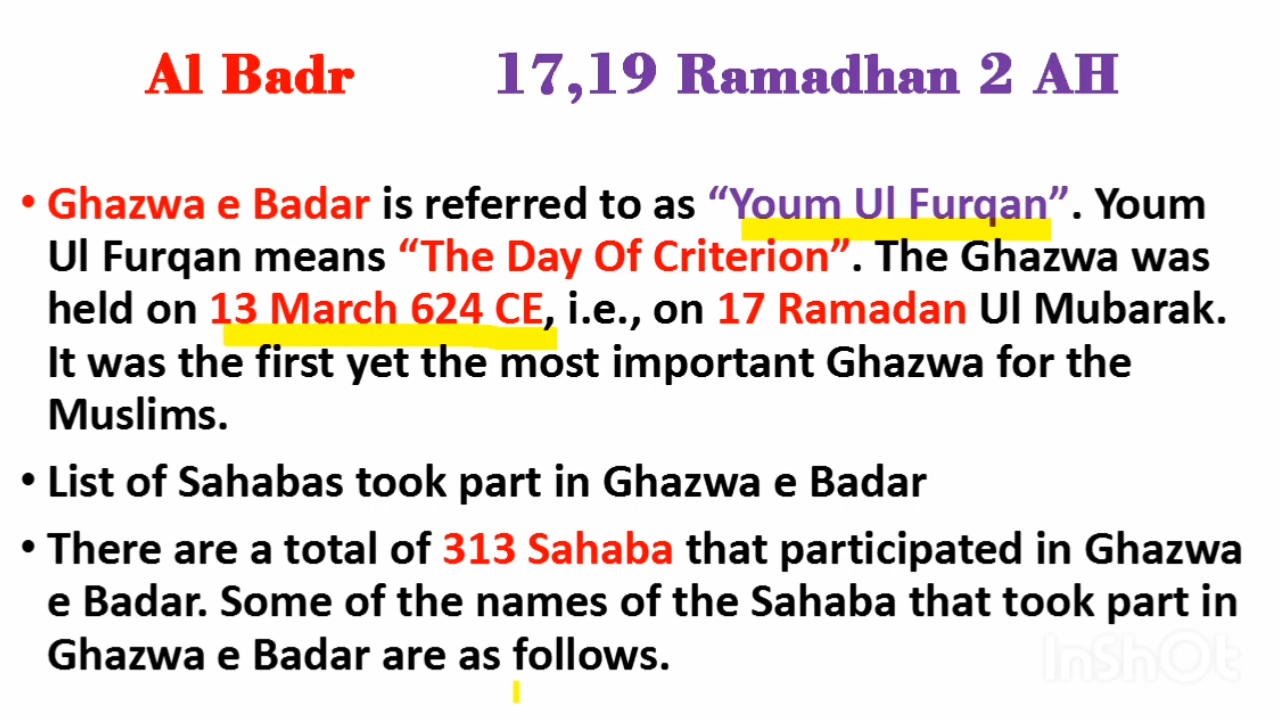 Al Badr 17,19 Ramadhan 2 AH
• Ghazwa e Badar is referred to as “Youm Ul Furqan”. Youm
Ul Furqan means “The Day Of Criterion”. The Ghazwa was
held on 13 March 624 CE, i.e., on 17 Ramadan Ul Mubarak.
It was the first yet the most important Ghazwa for the
Muslims.
• List of Sahabas took part in Ghazwa e Badar
• There are a total of 313 Sahaba that participated in Ghazwa
e Badar. Some of the names of the Sahaba that took part in
Ghazwa e Badar are as follows.
InShOt